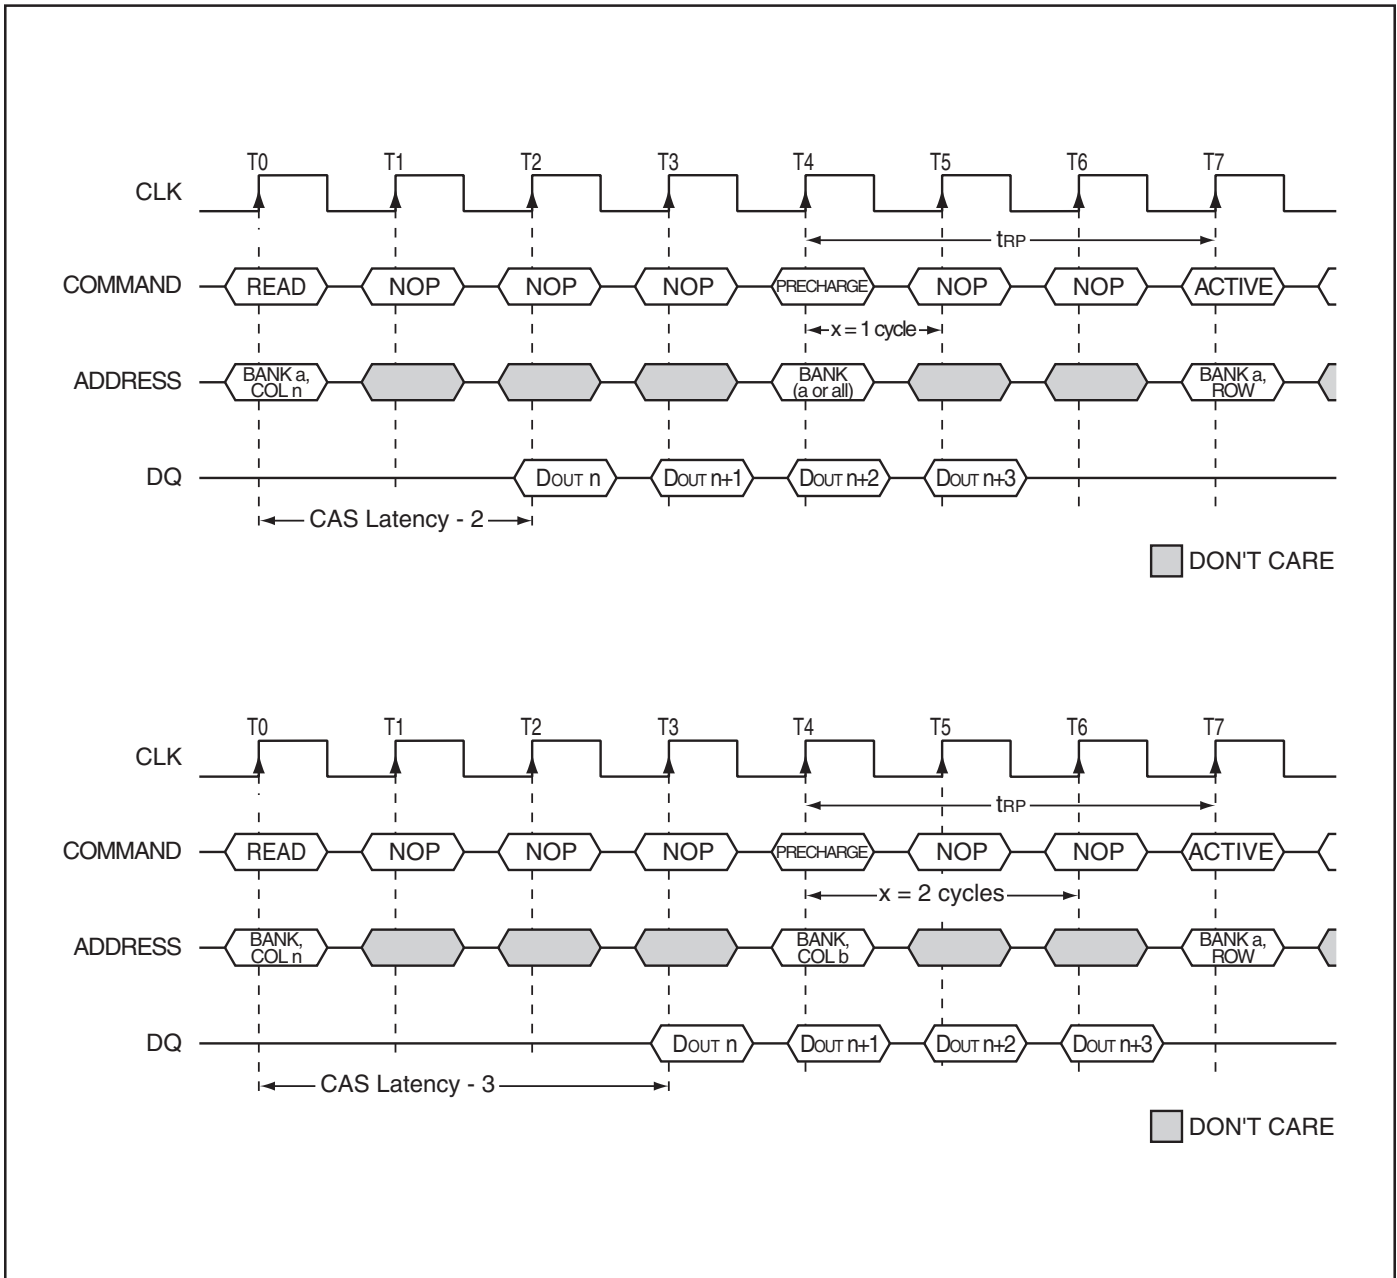 T0 T1 T2 T3 T4 T5 T6 T7
CLK
tRP
COMMAND READ NOP NOP NOP PRECHARGE NOP NOP ACTIVE
x = 1 cycle
ADDRESS BANK a, COL n BANK (a or all) BANK a, ROW
DQ DOUT n DOUT n+1 DOUT n+2 DOUT n+3
CAS Latency - 2
DON'T CARE
T0 T1 T2 T3 T4 T5 T6 T7
CLK
tRP
COMMAND READ NOP NOP NOP PRECHARGE NOP NOP ACTIVE
x = 2 cycles
ADDRESS BANK, COL n BANK, COL b BANK a, ROW
DQ DOUT n DOUT n+1 DOUT n+2 DOUT n+3
CAS Latency - 3
DON'T CARE